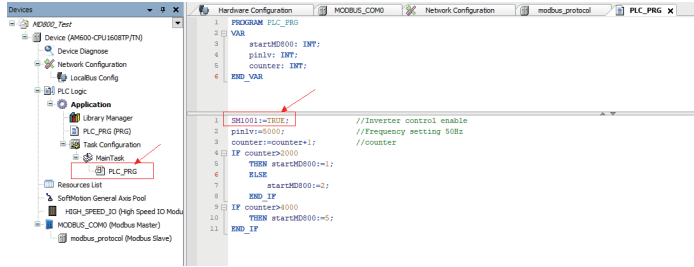 Devices
MD800_Test
Device (AM600-CPU1608TP/TN)
Device Diagnose
Network Configuration
LocalBus Config
PLC Logic
Application
Library Manager
PLC_PRG (PRG)
Task Configuration
MainTask
PLC_PRG
Resources List
SoftMotion General Axis Pool
HIGH_SPEED_IO (High Speed IO Modu
MODBUS_COM0 (Modbus Master)
modbus_protocol (Modbus Slave)
Hardware Configuration MODBUS_COM0 Network Configuration modbus_protocol PLC_PRG
1 PROGRAM PLC_PRG
2 VAR
3 startMD800: INT;
4 pinlv: INT;
5 counter: INT;
6 END_VAR
1 SM1001:=TRUE; //Inverter control enable
2 pinlv:=5000; //Frequency setting 50Hz
3 counter:=counter+1; //counter
4 IF counter>2000
5 THEN startMD800:=1;
6 ELSE
7 startMD800:=2;
8 END_IF
9 IF counter>4000
10 THEN startMD800:=5;
11 END_IF